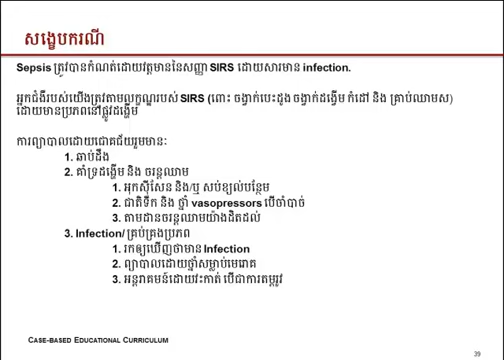 សង្ខេបករណី
Sepsis ត្រូវបានកំណត់ដោយវត្តមាននៃសញ្ញា SIRS ដោយសារមាន infection.
អ្នកជំងឺរបស់យើងត្រូវតាមលក្ខណ្ឌរបស់ SIRS (ពោះ ចង្វាក់បេះដូង ចង្វាក់ដង្ហើម កំដៅ និង គ្រាប់ឈាមស)
ដោយមានប្រភពនៅផ្លូវដង្ហើម
ការព្យាបាលដោយជោគជ័យរួមមាន:
1. ឆាប់ដឹង
2. គាំទ្រដង្ហើម និង ចរន្តឈាម
1. អុកស៊ីសែន និង/ឬ សប់ខ្យល់បន្ថែម
2. ជាតិទឹក និង ថ្នាំ vasopressors បើចាំបាច់
3. តាមដានចរន្តឈាមយ៉ាងដិតដល់
3. Infection/ គ្រប់គ្រងប្រភព
1. រកឲ្យឃើញថាមាន Infection
2. ព្យាបាលដោយថ្នាំសម្លាប់មេរោគ
3. អន្តរាគមន៍ដោយវះកាត់ បើជាការតម្រូវ
CASE-BASED EDUCATIONAL CURRICULUM
39